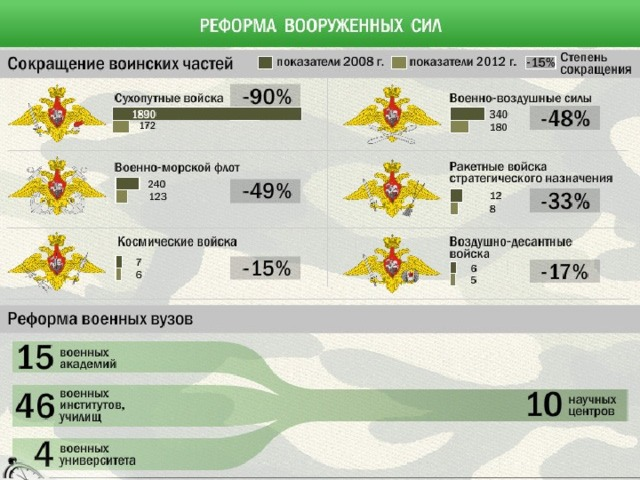 РЕФОРМА ВООРУЖЕННЫХ СИЛ
Сокращение воинских частей
показатели 2008 г.
показатели 2012 г.
-15%
Степень
сокращения
Сухопутные войска
-90%
1890
172
Военно-воздушные силы
340
180
-48%
Военно-морской флот
240
123
-49%
Ракетные войска
стратегического назначения
12
8
-33%
Космические войска
7
6
-15%
Воздушно-десантные
войска
6
5
-17%
Реформа военных вузов
15 военных
академий
46 военных
институтов,
училищ
4 военных
университета
10 научных
центров